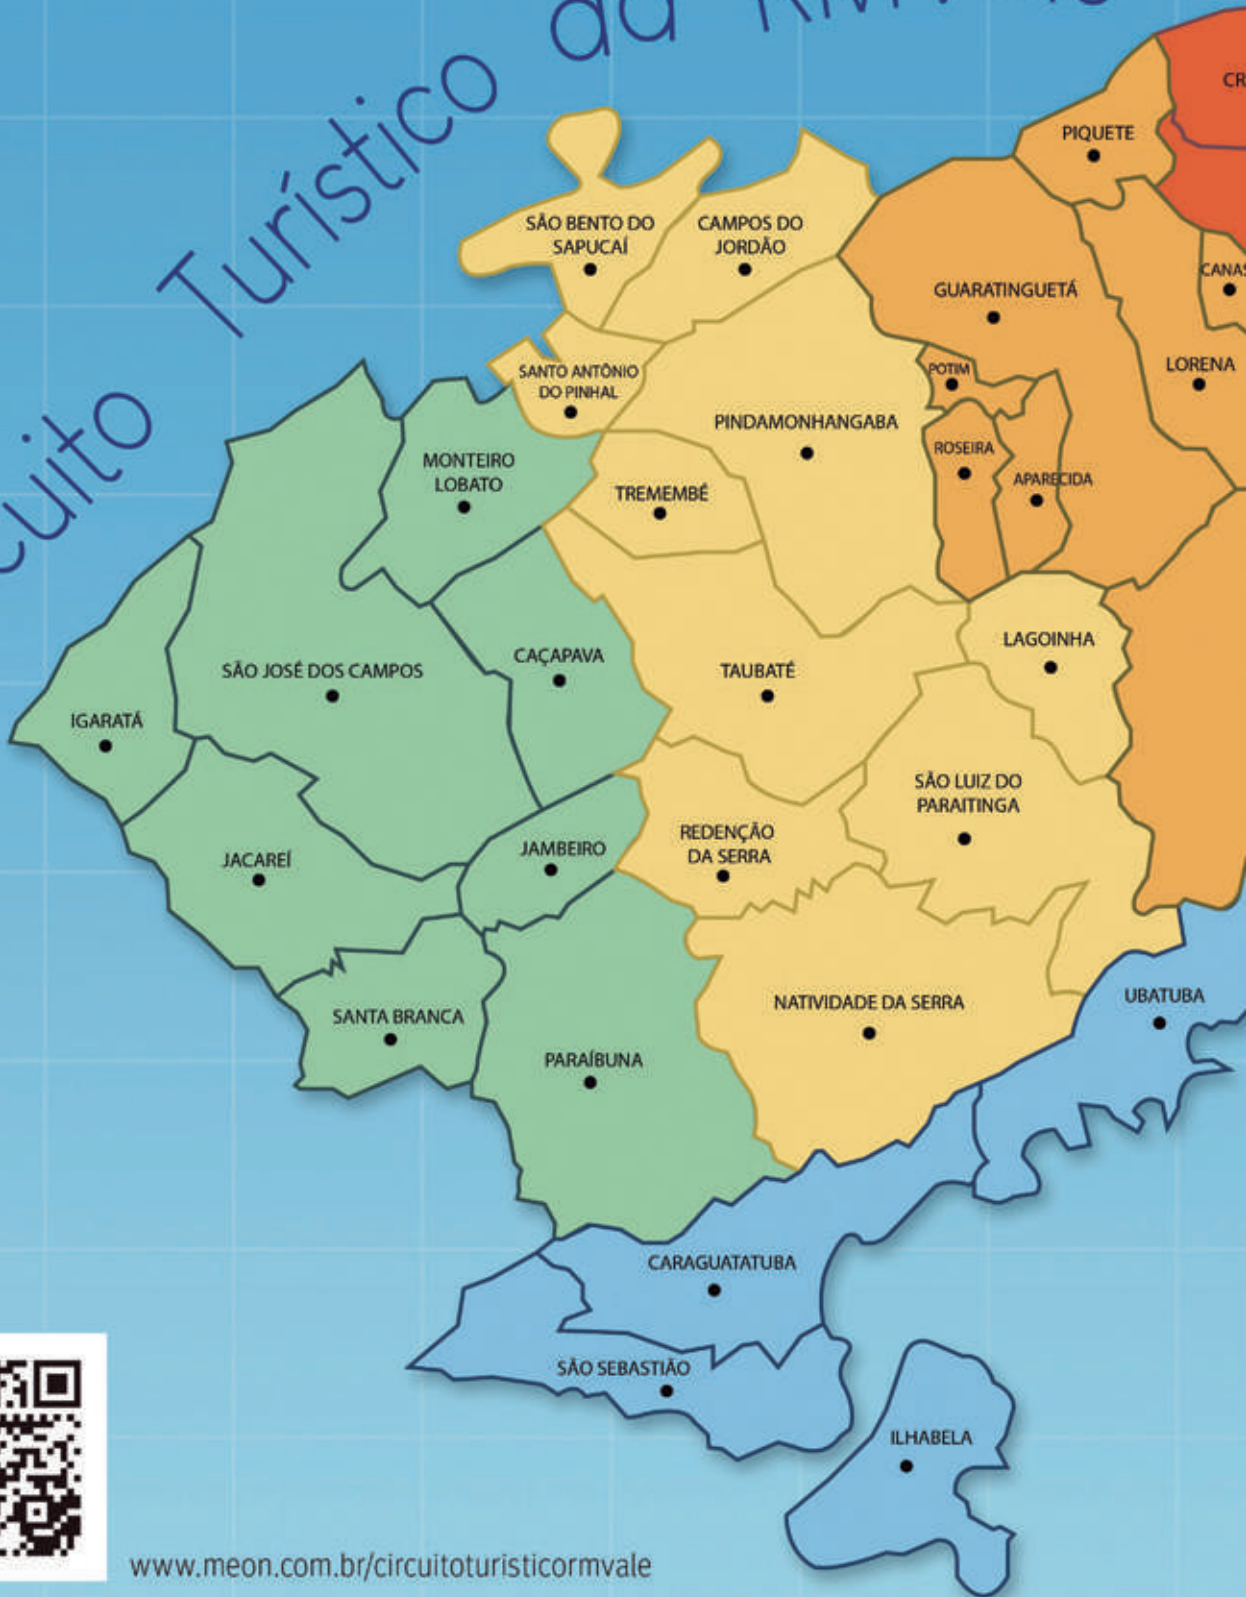 Turístico da
PIQUETE
SÃO BENTO DO
SAPUCAÍ
CAMPOS DO
JORDÃO
GUARATINGUETÁ
LORENA
POTIM
SANTO ANTÔNIO
DO PINHAL
PINDAMONHANGABA
ROSEIRA
MONTEIRO
LOBATO
APARECIDA
TREMEMBÉ
LAGOINHA
CAÇAPAVA
SÃO JOSÉ DOS CAMPOS
TAUBATÉ
IGARATÁ
SÃO LUIZ DO
PARAITINGA
REDENÇÃO
DA SERRA
JAMBEIRO
JACAREÍ
UBATUBA
NATIVIDADE DA SERRA
SANTA BRANCA
PARAÍBUNA
CARAGUATATUBA
SÃO SEBASTIÃO
ILHABELA
www.meon.com.br/circuitoturisticormvale